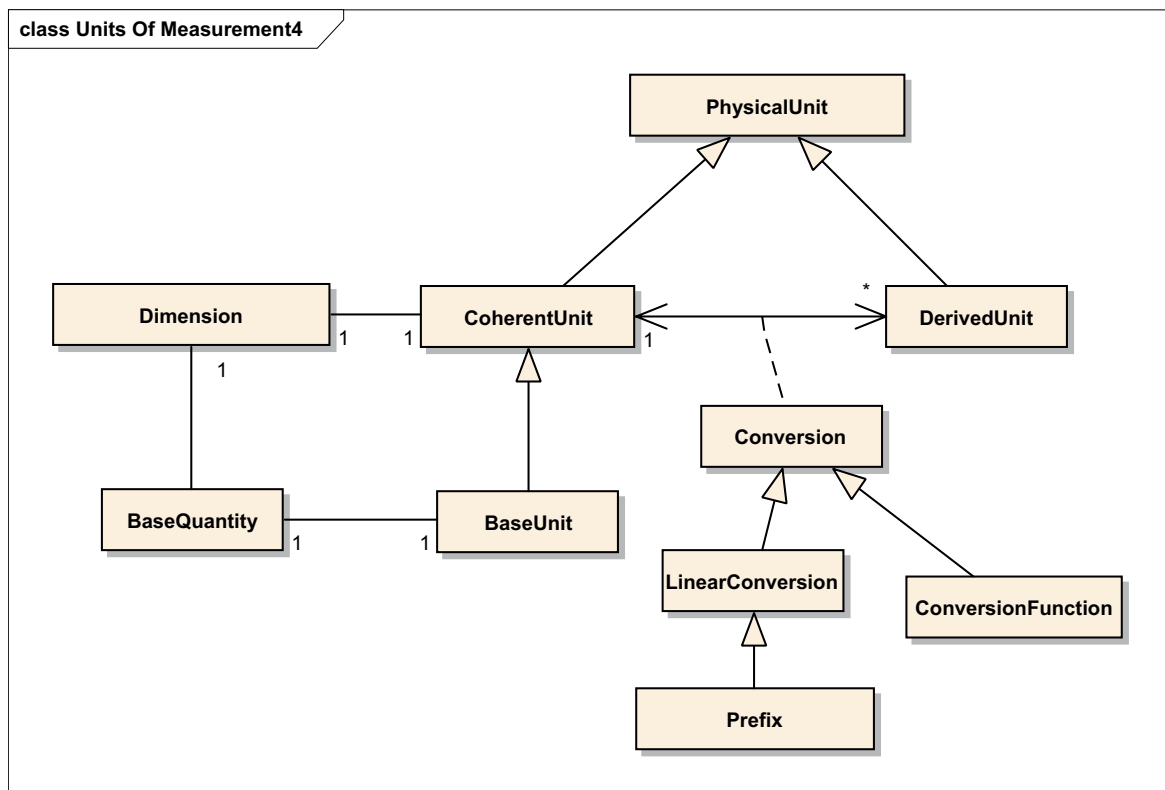 class Units Of Measurement4
PhysicalUnit
Dimension
1
1
CoherentUnit
1
*
DerivedUnit
1
Conversion
BaseQuantity
1
1
BaseUnit
LinearConversion
ConversionFunction
Prefix